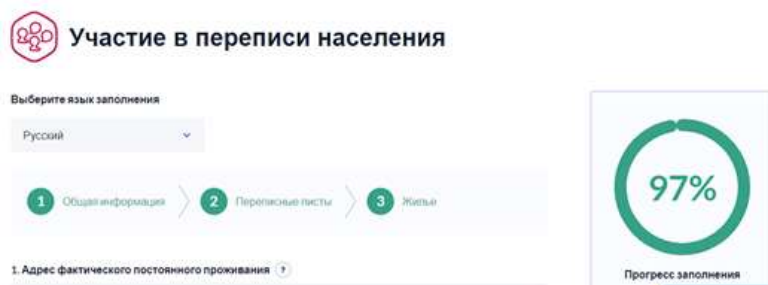 Участие в переписи населения
Выберите язык заполнения
Русский
1 Общая информация 2 Переписные листы 3 Жилье
97%
Прогресс заполнения
1. Адрес фактического постоянного проживания ?